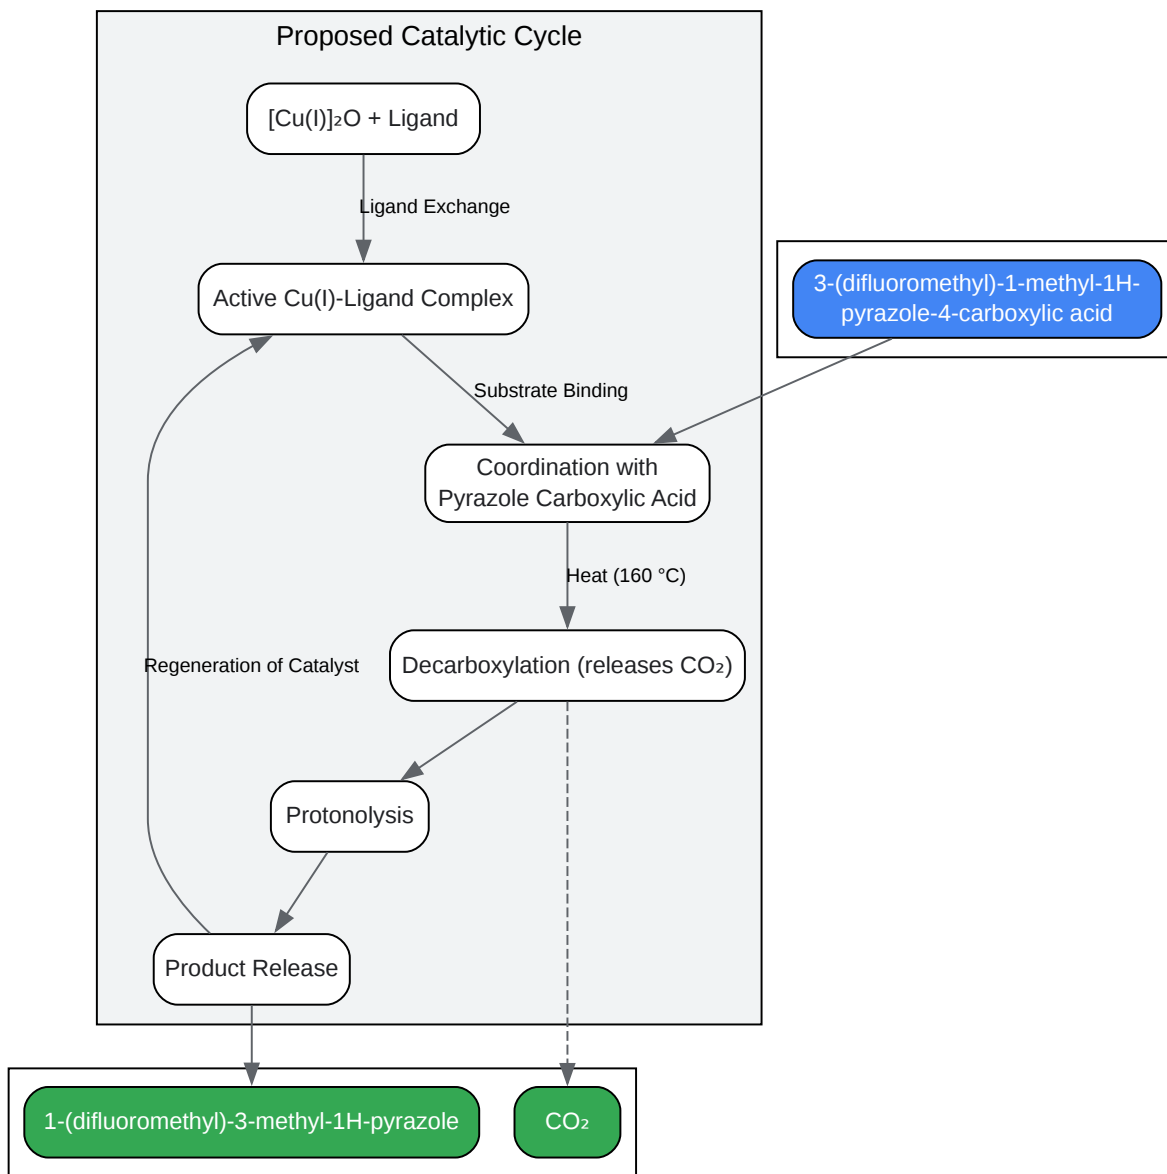 Proposed Catalytic Cycle
[Cu(I)]₂O + Ligand
Ligand Exchange
Active Cu(I)-Ligand Complex
3-(difluoromethyl)-1-methyl-1H-
pyrazole-4-carboxylic acid
Substrate Binding
Coordination with
Pyrazole Carboxylic Acid
Heat (160 °C)
Decarboxylation (releases CO₂)
Regeneration of Catalyst
Protonolysis
Product Release
1-(difluoromethyl)-3-methyl-1H-pyrazole
CO₂